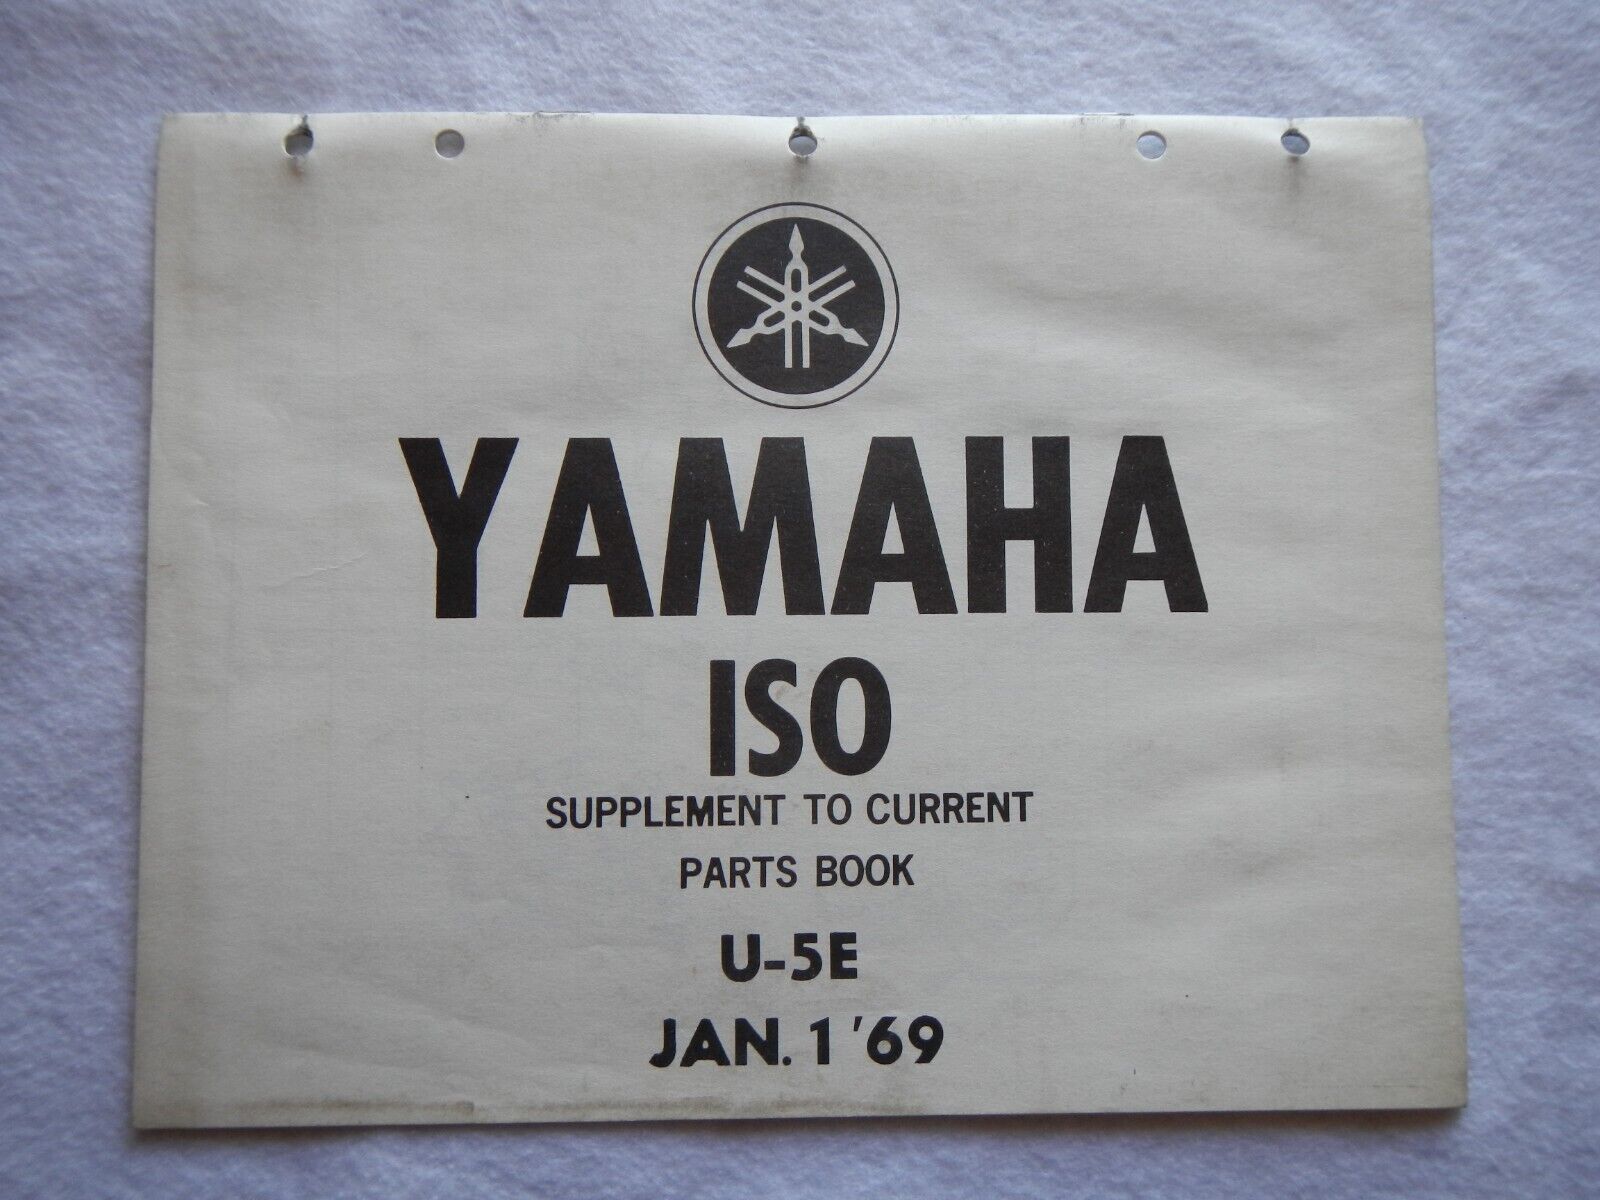 YAMAHA
ISO
SUPPLEMENT TO CURRENT
PARTS BOOK
U-5E
JAN. 1 '69